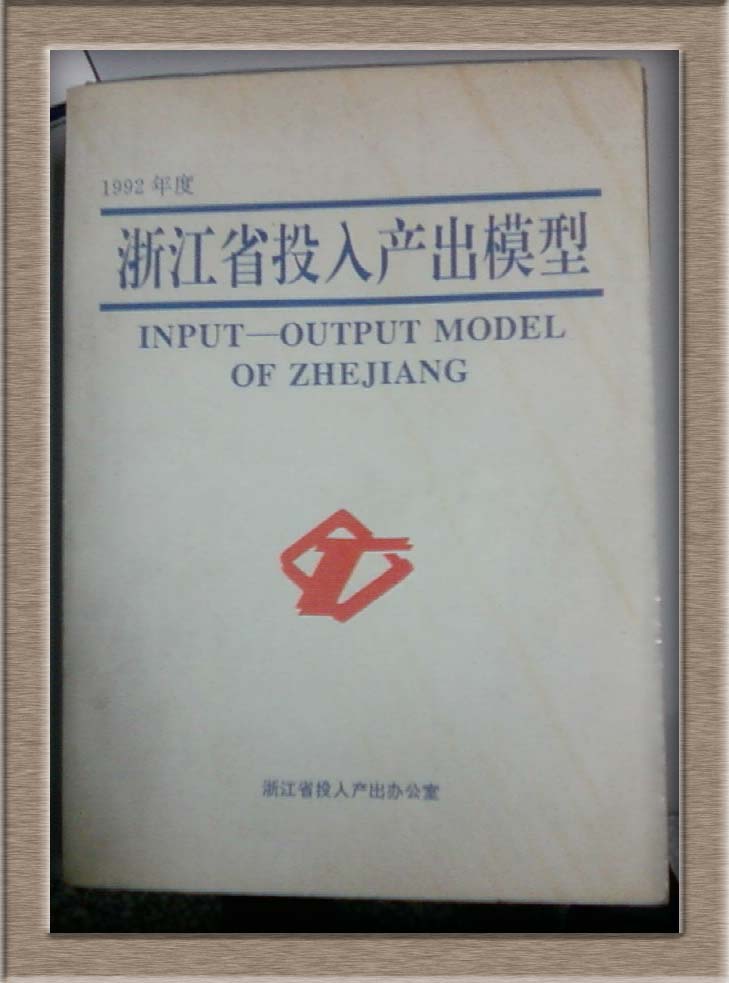 1992 年度
浙江省投入产出模型
INPUT—OUTPUT MODEL
OF ZHEJIANG
浙江省投入产出办公室